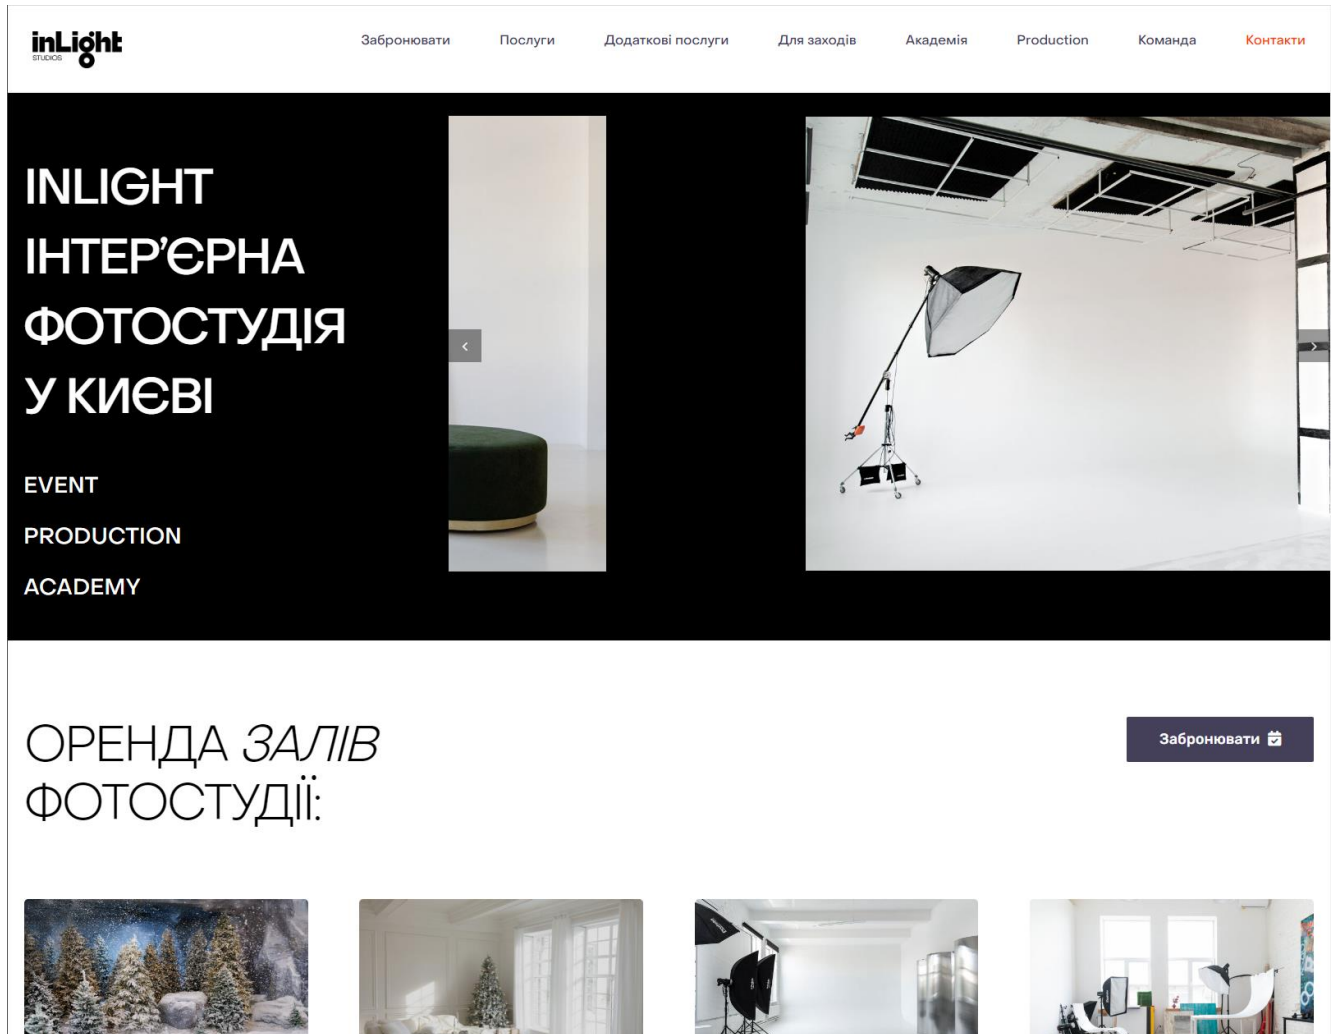 inLight
STUDIOS
Забронювати Послуги Додаткові послуги Для заходів Академія Production Команда Контакти
INLIGHT
ІНТЕР’ЄРНА
ФОТОСТУДІЯ
У КИЄВІ
EVENT
PRODUCTION
ACADEMY
ОРЕНДА ЗАЛІВ
ФОТОСТУДІЇ:
Забронювати